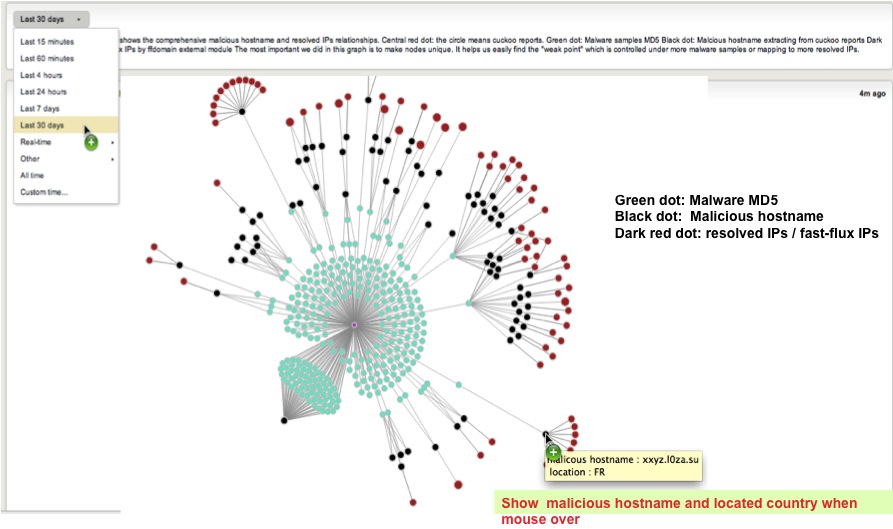 Last 30 days
shows the comprehensive malicious hostname and resolved IPs relationships. Central red dot: the circle means cuckoo reports. Green dot: Malware samples MD5 Black dot: Malcious hostname extracting from cuckoo reports Dark
x IPs by ffdomain external module The most important we did in this graph is to make nodes unique. It helps us easily find the "weak point" which is controlled under more malware samples or mapping to more resolved IPs.
Last 15 minutes
Last 60 minutes
Last 4 hours
Last 24 hours
Last 7 days
Last 30 days
Real-time
Other
All time
Custom time...
4m ago
Green dot: Malware MD5
Black dot: Malicious hostname
Dark red dot: resolved IPs / fast-flux IPs
malicous hostname : xxyz.l0za.su
location : FR
Show malicious hostname and located country when
mouse over